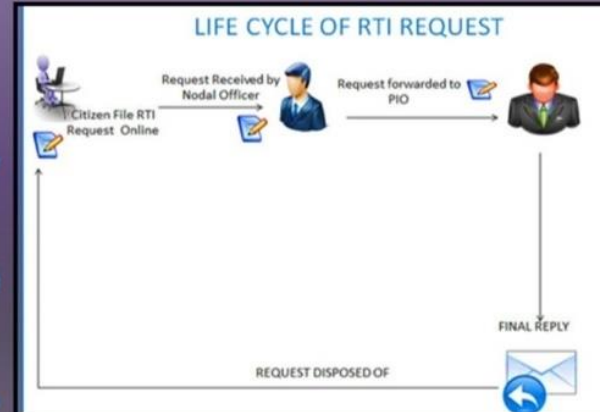 LIFE CYCLE OF RTI REQUEST
Citizen File RTI
Request Online
Request Received by
Nodal Officer
Request forwarded to
PIO
FINAL REPLY
REQUEST DISPOSED OF